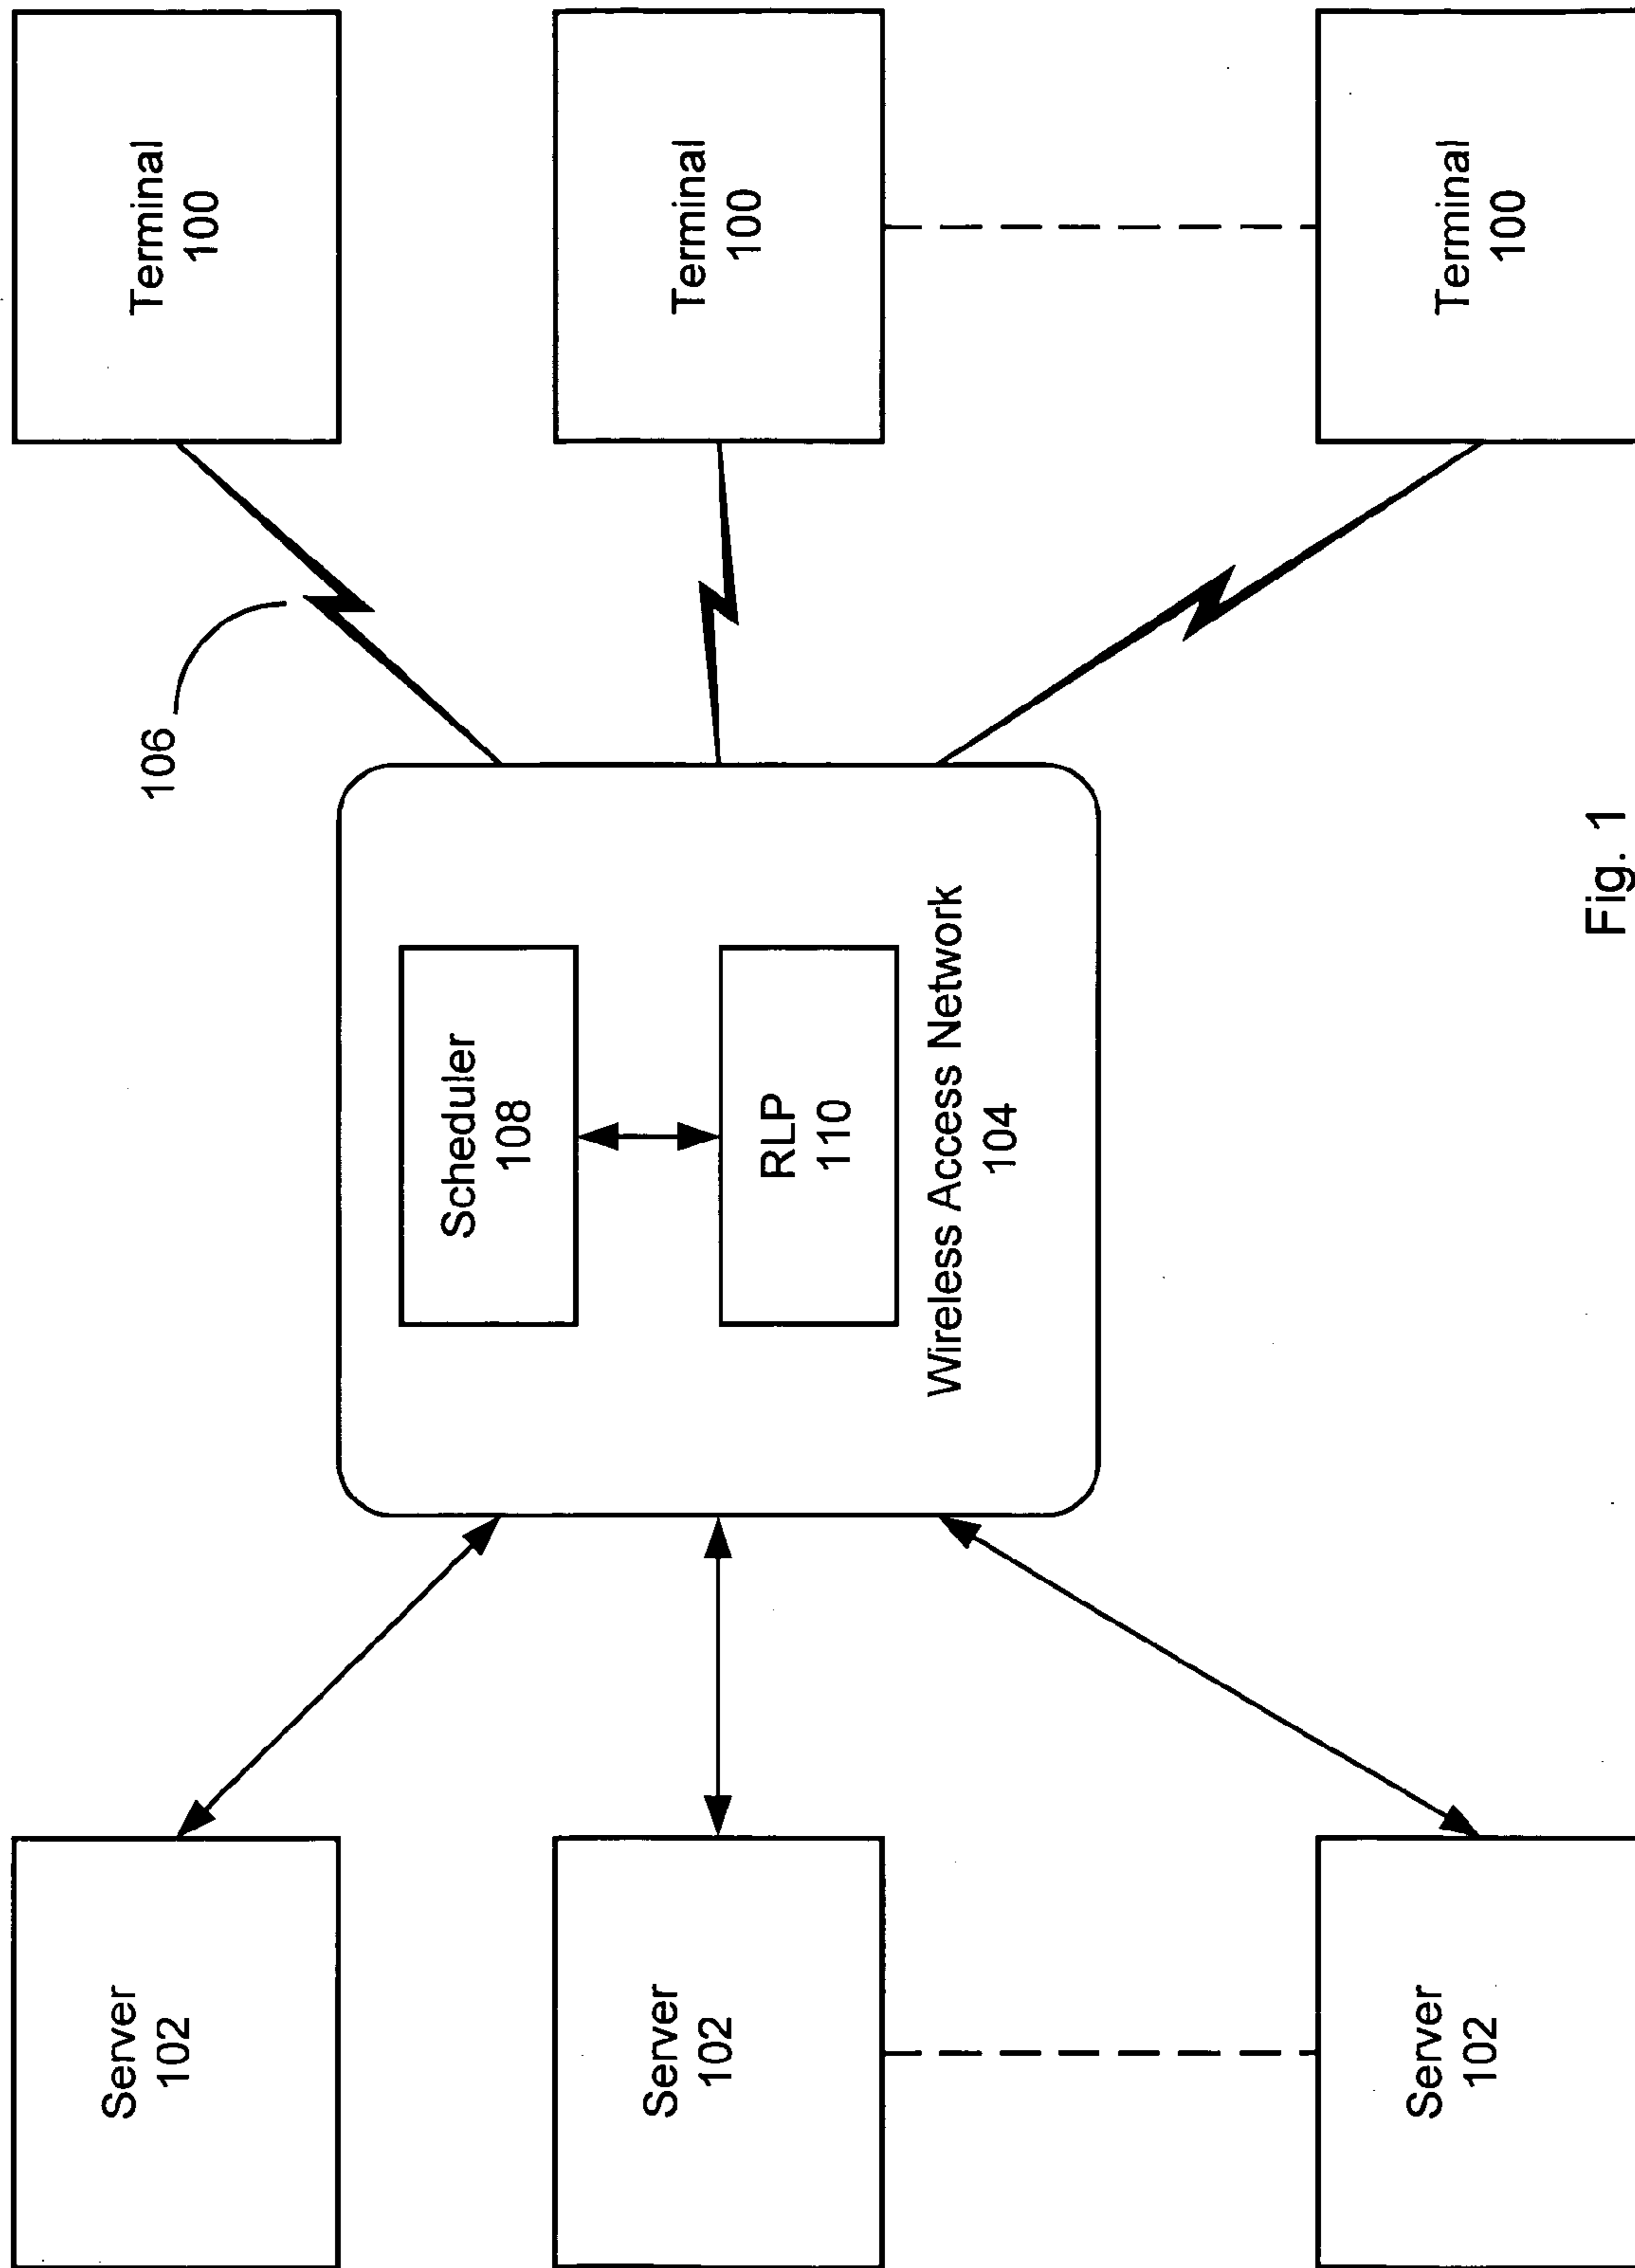 Terminal
100
Terminal
100
Terminal
100
106
Scheduler
108
RLP
110
Wireless Access Network
104
Server
102
Server
102
Server
102
Fig. 1